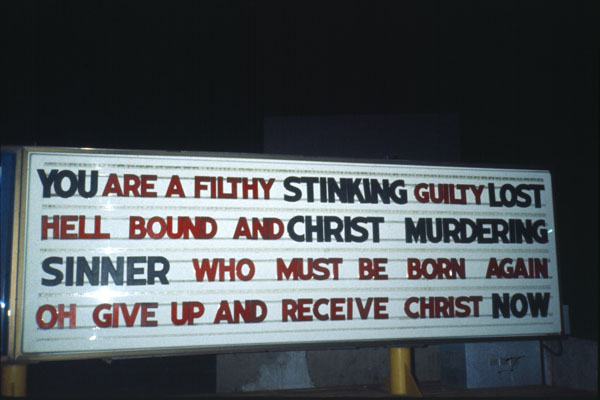 YOU ARE A FILTHY STINKING GUILTY LOST
HELL BOUND AND CHRIST MURDERING
SINNER WHO MUST BE BORN AGAIN
OH GIVE UP AND RECEIVE CHRIST NOW